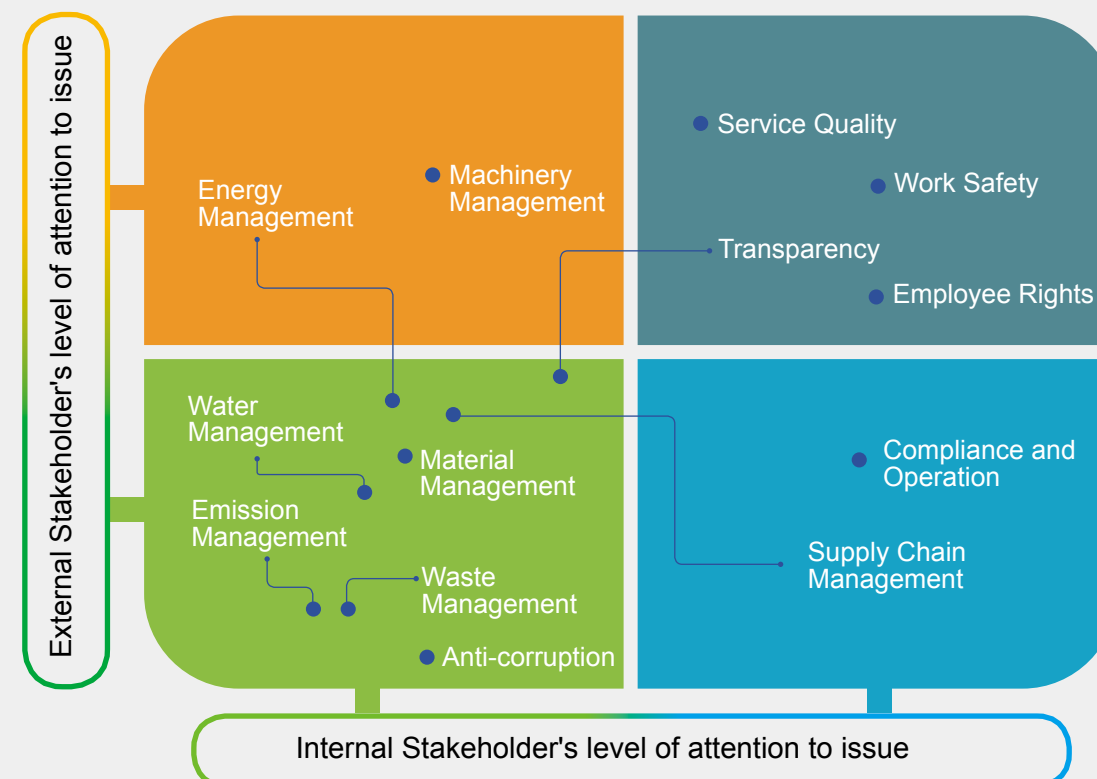 External Stakeholder's level of attention to issue
Service Quality
Machinery
Management
Work Safety
Energy
Management
Transparency
Employee Rights
Water
Management
Material
Management
Compliance and
Operation
Emission
Management
Supply Chain
Management
Waste
Management
Anti-corruption
Internal Stakeholder's level of attention to issue